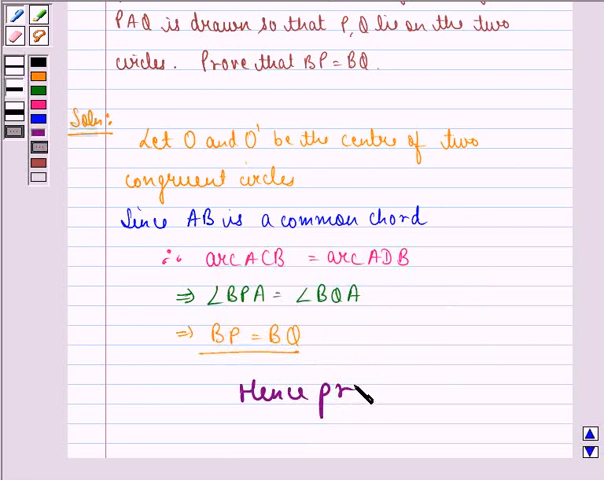 PAQ is drawn so that P, Q lie on the two
circles. Prove that BP = BQ.
Soln:
Let O and O' be the centre of two
congruent circles
Since AB is a common chord
∴ arc ACB = arc ADB
⇒ ∠BPA = ∠BQA
⇒ BP = BQ
Hence pr